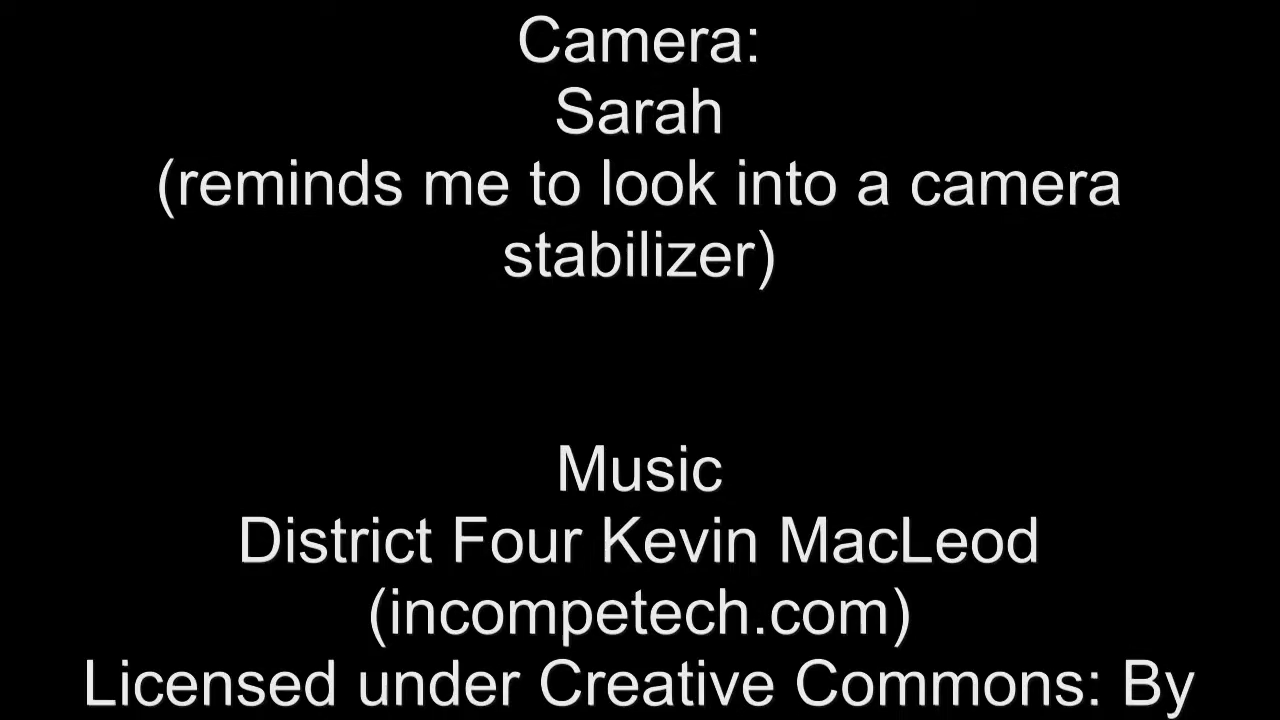 Camera:
Sarah
(reminds me to look into a camera
stabilizer)
Music
District Four Kevin MacLeod
(incompetech.com)
Licensed under Creative Commons: By